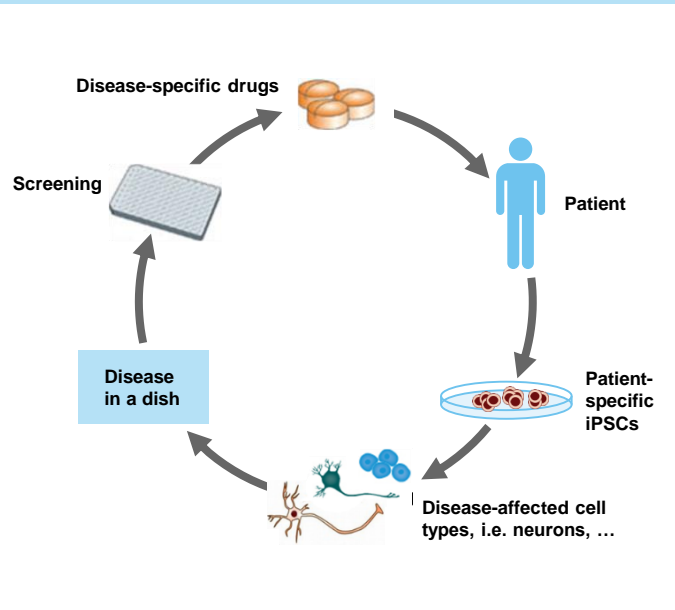 Disease-specific drugs
Screening
Patient
Disease
in a dish
Patient-
specific
iPSCs
Disease-affected cell
types, i.e. neurons, …